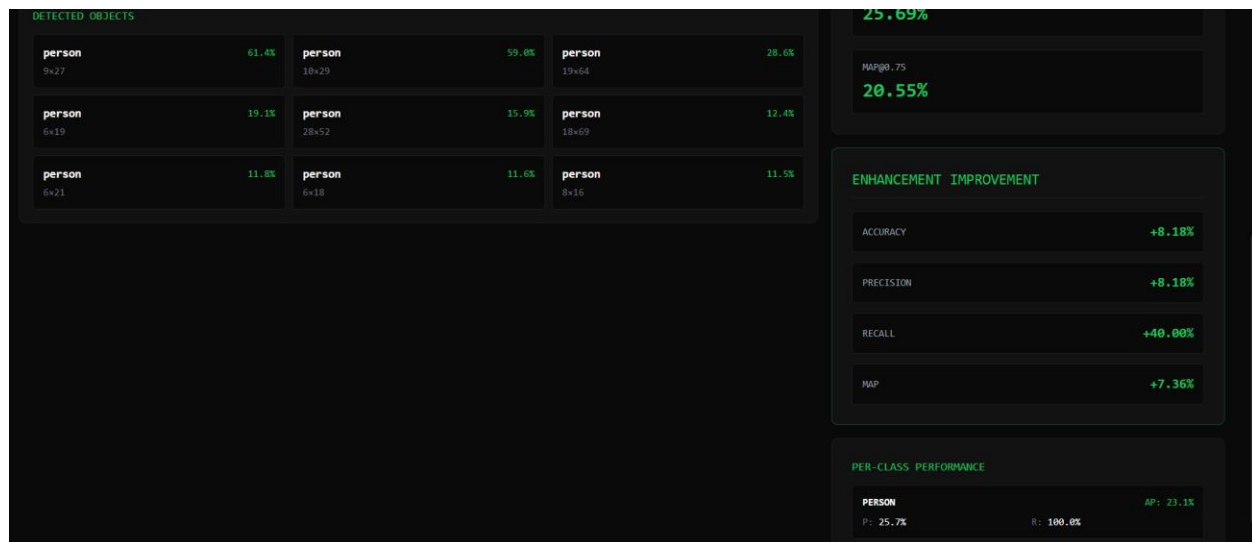 DETECTED OBJECTS
person 61.4%
9×27
person 59.0%
10×29
person 28.6%
19×64
person 19.1%
6×19
person 15.9%
28×52
person 12.4%
18×69
person 11.8%
6×21
person 11.6%
6×18
person 11.5%
8×16
25.69%
MAP@0.75
20.55%
ENHANCEMENT IMPROVEMENT
ACCURACY +8.18%
PRECISION +8.18%
RECALL +40.00%
MAP +7.36%
PER-CLASS PERFORMANCE
PERSON AP: 23.1%
P: 25.7% R: 100.0%